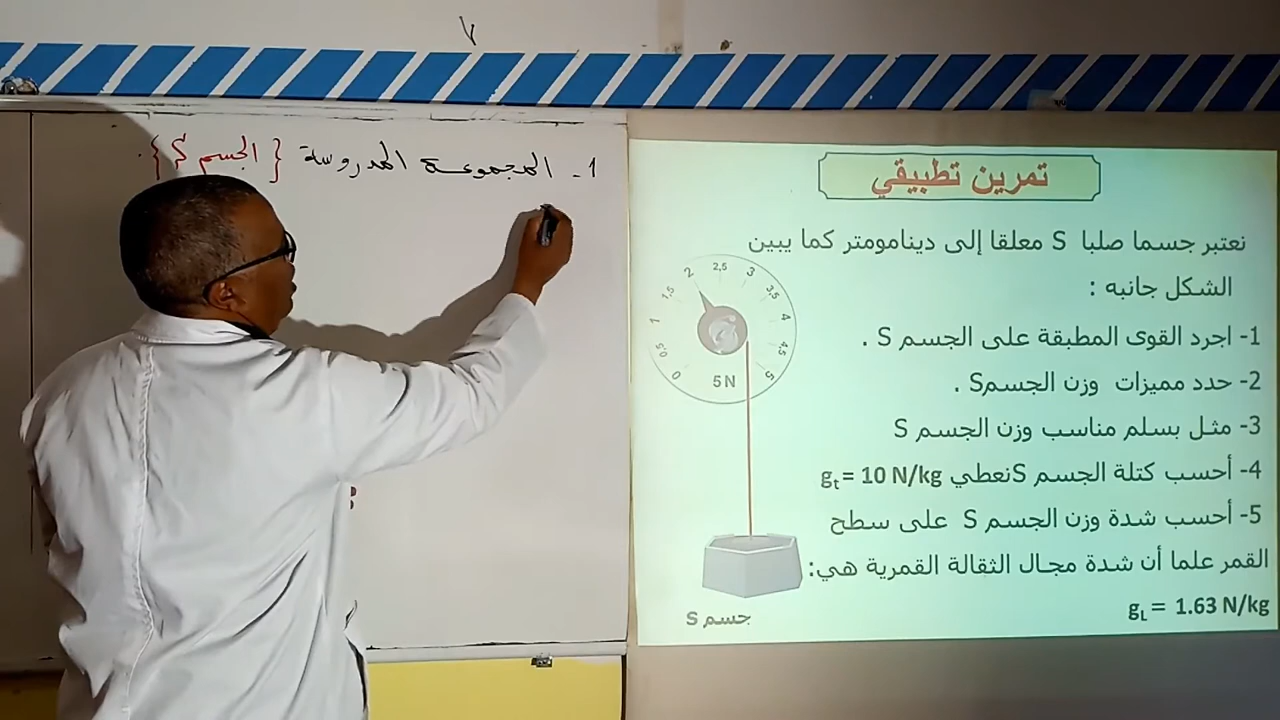 1- المجموعة المدروسة { الجسم S }.
تمرين تطبيقي
نعتبر جسما صلبا S معلقا إلى دينامومتر كما يبين
الشكل جانبه :
1- اجرد القوى المطبقة على الجسم S .
2- حدد مميزات وزن الجسمS .
3- مثل بسلم مناسب وزن الجسم S
4- أحسب كتلة الجسم Sنعطي gt= 10 N/kg
5- أحسب شدة وزن الجسم S على سطح
القمر علما أن شدة مجال الثقالة القمرية هي:
gL = 1.63 N/kg
0 0,5 1 1,5 2 2,5 3 3,5 4 4,5 5
5 N
جسم S